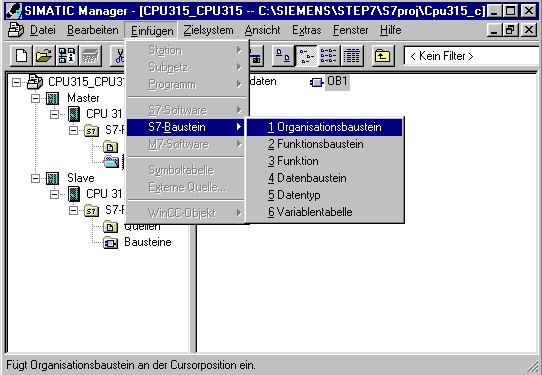 SIMATIC Manager - [CPU315_CPU315 -- C:\SIEMENS\STEP7\S7proj\Cpu315_c]
Datei Bearbeiten Einfügen Zielsystem Ansicht Extras Fenster Hilfe
< Kein Filter >
Station
Subnetz
Programm
S7-Software
S7-Baustein
M7-Software
Symboltabelle
Externe Quelle...
WinCC-Objekt
1 Organisationsbaustein
2 Funktionsbaustein
3 Funktion
4 Datenbaustein
5 Datentyp
6 Variablentabelle
CPU315_CPU31
Master
CPU 31
S7-P
Slave
CPU 31
S7-P
Quellen
Bausteine
daten
OB1
Fügt Organisationsbaustein an der Cursorposition ein.